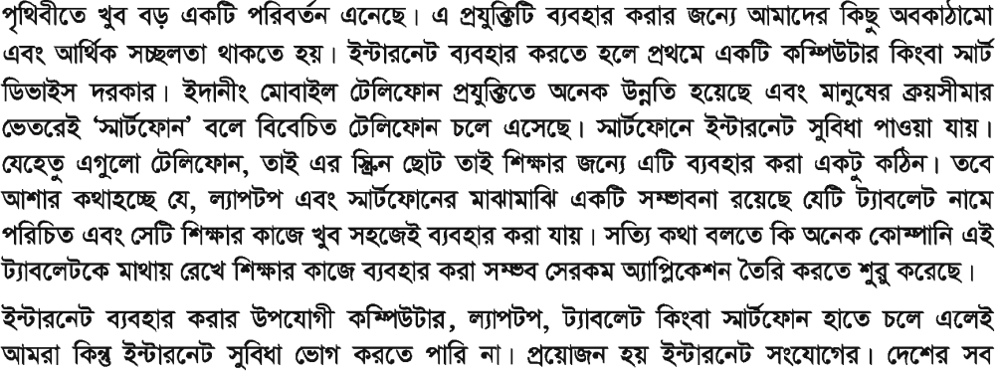 পৃথিবীতে খুব বড় একটি পরিবর্তন এনেছে। এ প্রযুক্তিটি ব্যবহার করার জন্যে আমাদের কিছু অবকাঠামো
এবং আর্থিক সচ্ছলতা থাকতে হয়। ইন্টারনেট ব্যবহার করতে হলে প্রথমে একটি কম্পিউটার কিংবা স্মার্ট
ডিভাইস দরকার। ইদানীং মোবাইল টেলিফোন প্রযুক্তিতে অনেক উন্নতি হয়েছে এবং মানুষের ক্রয়সীমার
ভেতরেই ‘স্মার্টফোন’ বলে বিবেচিত টেলিফোন চলে এসেছে। স্মার্টফোনে ইন্টারনেট সুবিধা পাওয়া যায়।
যেহেতু এগুলো টেলিফোন, তাই এর স্ক্রিন ছোট তাই শিক্ষার জন্যে এটি ব্যবহার করা একটু কঠিন। তবে
আশার কথাহচ্ছে যে, ল্যাপটপ এবং স্মার্টফোনের মাঝামাঝি একটি সম্ভাবনা রয়েছে যেটি ট্যাবলেট নামে
পরিচিত এবং সেটি শিক্ষার কাজে খুব সহজেই ব্যবহার করা যায়। সত্যি কথা বলতে কি অনেক কোম্পানি এই
ট্যাবলেটকে মাথায় রেখে শিক্ষার কাজে ব্যবহার করা সম্ভব সেরকম অ্যাপ্লিকেশন তৈরি করতে শুরু করেছে।
ইন্টারনেট ব্যবহার করার উপযোগী কম্পিউটার, ল্যাপটপ, ট্যাবলেট কিংবা স্মার্টফোন হাতে চলে এলেই
আমরা কিন্তু ইন্টারনেট সুবিধা ভোগ করতে পারি না। প্রয়োজন হয় ইন্টারনেট সংযোগের। দেশের সব